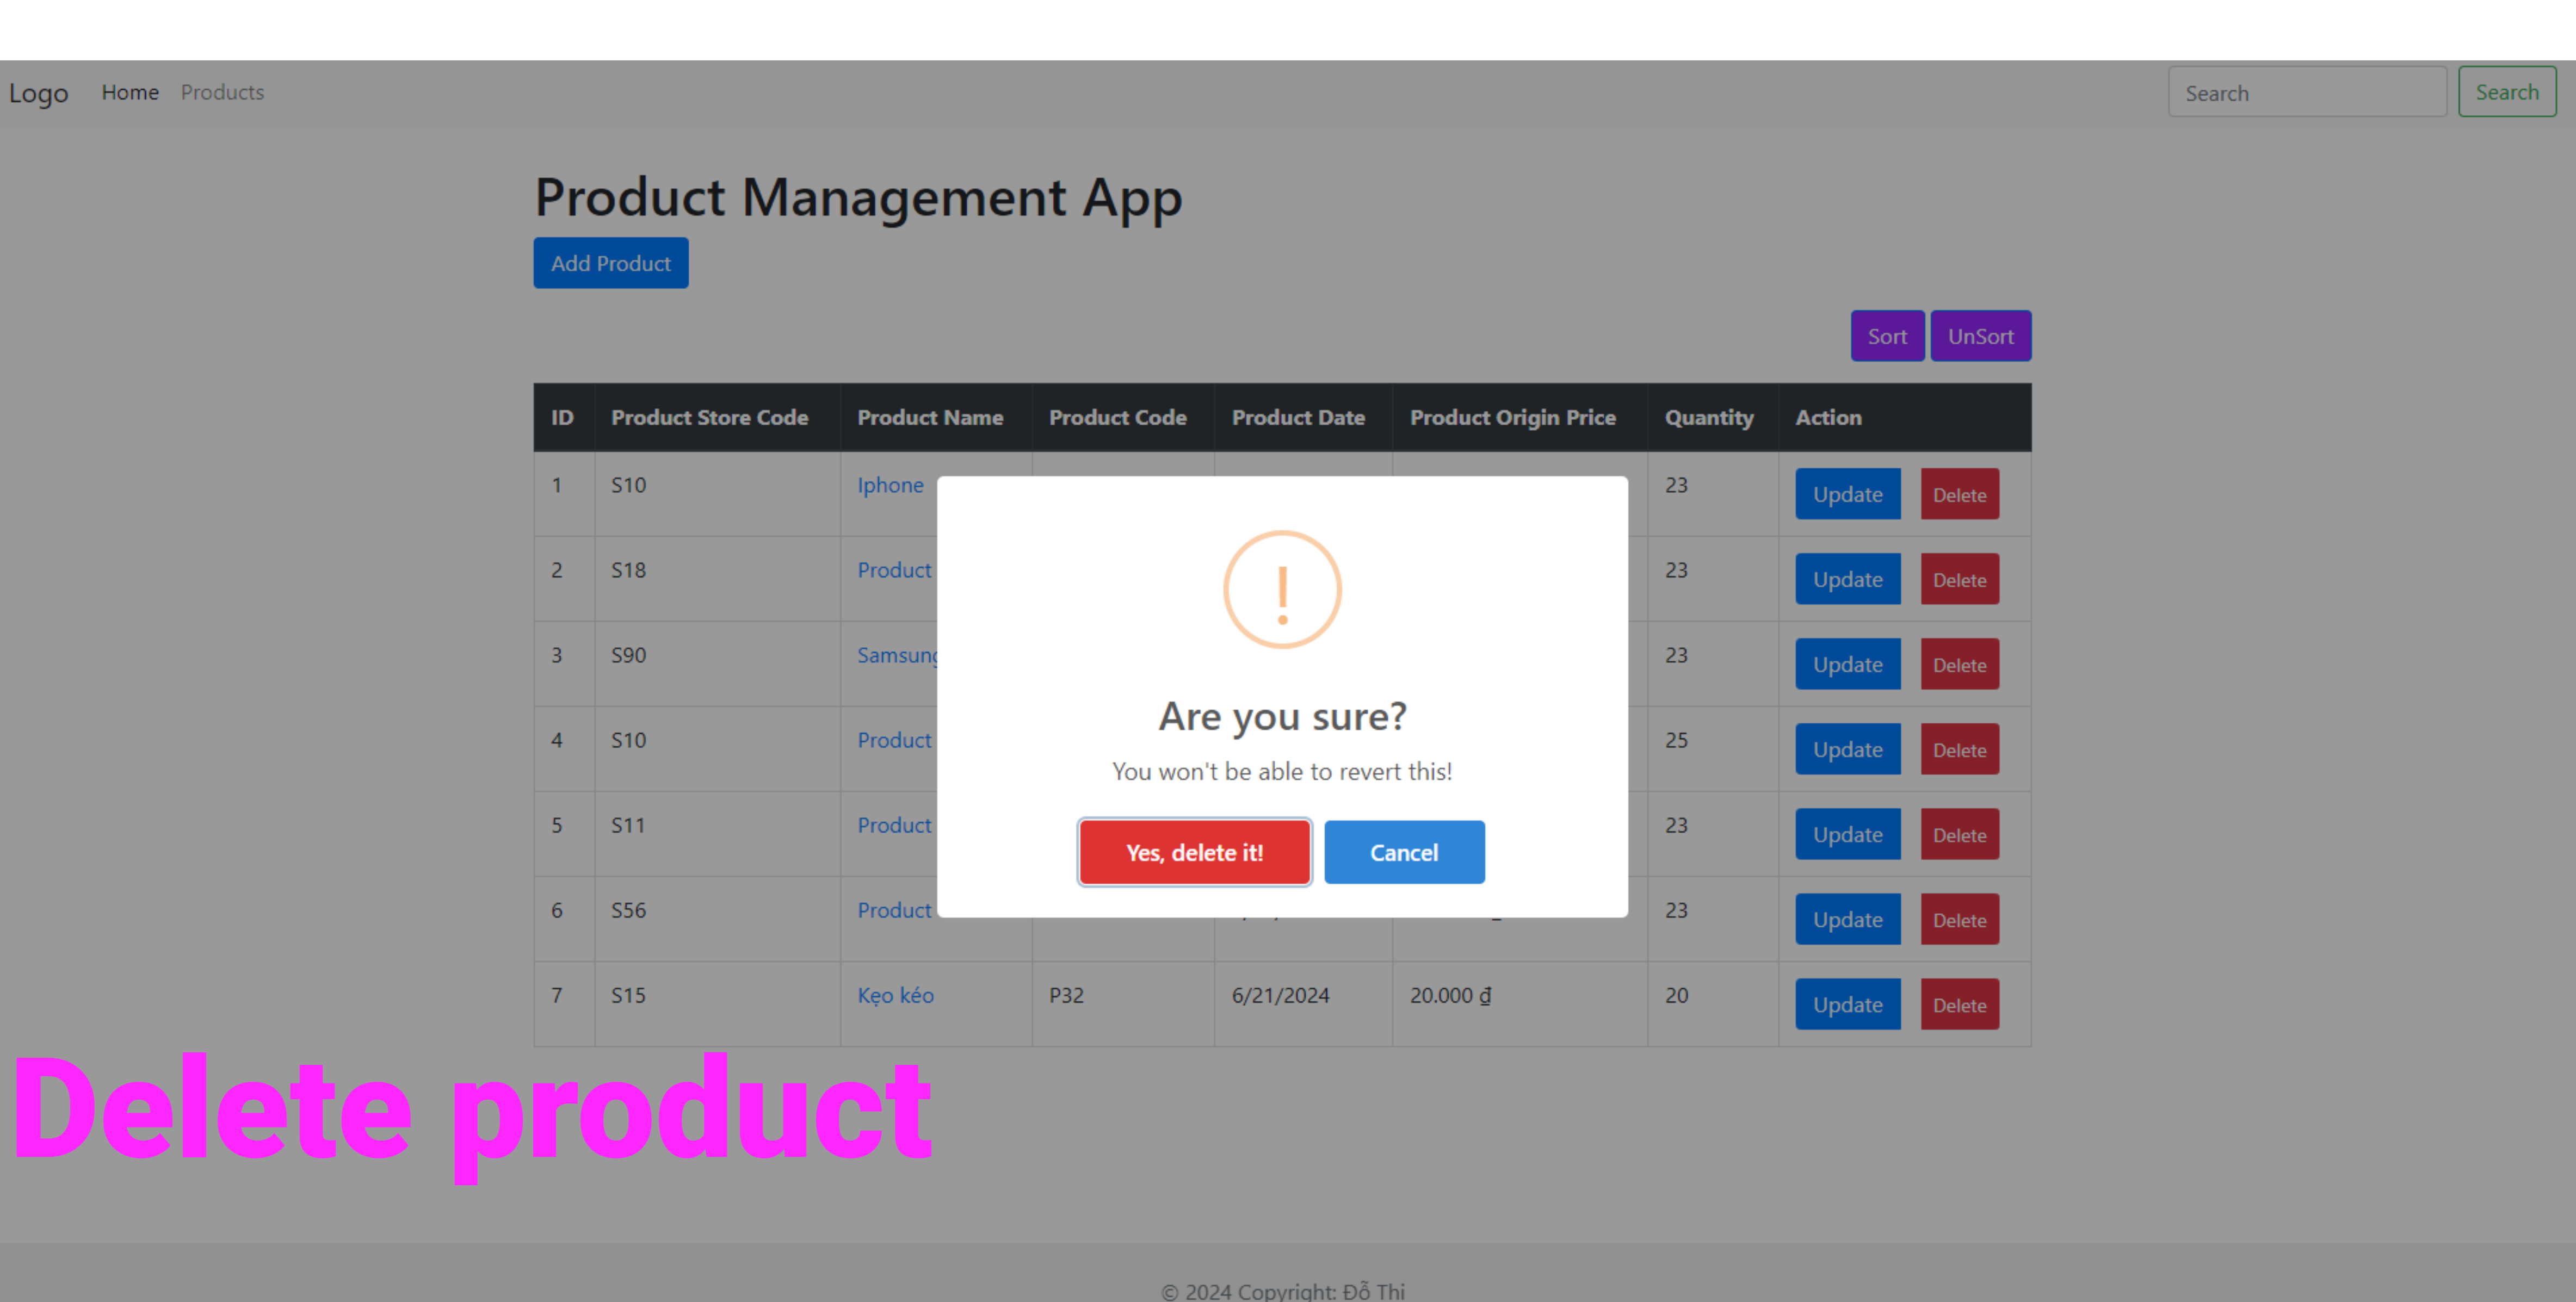 Logo Home Products Search Search
Product Management App
Add Product
Sort UnSort
ID Product Store Code Product Name Product Code Product Date Product Origin Price Quantity Action
1 S10 Iphone 23 Update Delete
2 S18 Product 23 Update Delete
3 S90 Samsung 23 Update Delete
4 S10 Product 25 Update Delete
5 S11 Product 23 Update Delete
6 S56 Product 23 Update Delete
7 S15 Kẹo kéo P32 6/21/2024 20.000 ₫ 20 Update Delete
!
Are you sure?
You won't be able to revert this!
Yes, delete it! Cancel
Delete product
© 2024 Copyright: Đỗ Thi